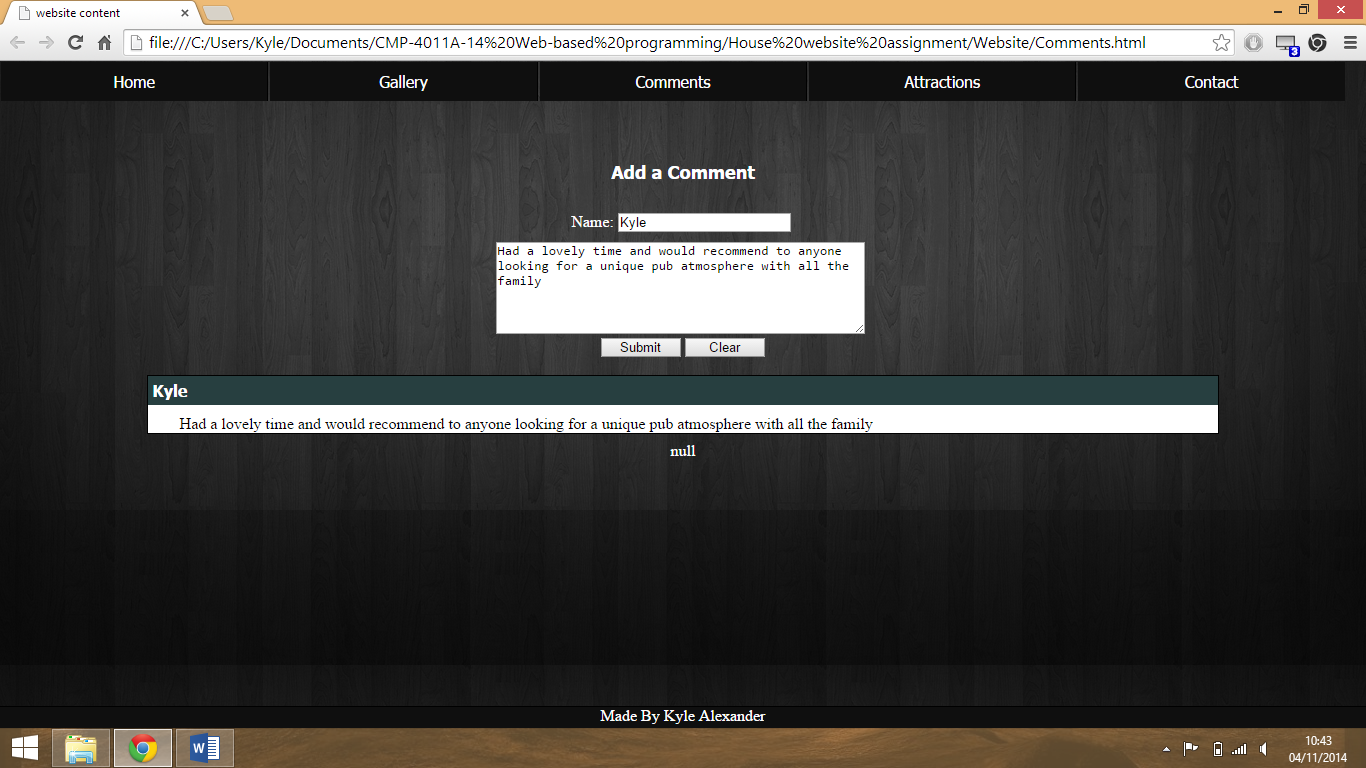 website content
file:///C:/Users/Kyle/Documents/CMP-4011A-14%20Web-based%20programming/House%20website%20assignment/Website/Comments.html
3
Home Gallery Comments Attractions Contact
Add a Comment
Name: Kyle
Had a lovely time and would recommend to anyone
looking for a unique pub atmosphere with all the
family
Submit Clear
Kyle
Had a lovely time and would recommend to anyone looking for a unique pub atmosphere with all the family
null
Made By Kyle Alexander
W
10:43
04/11/2014